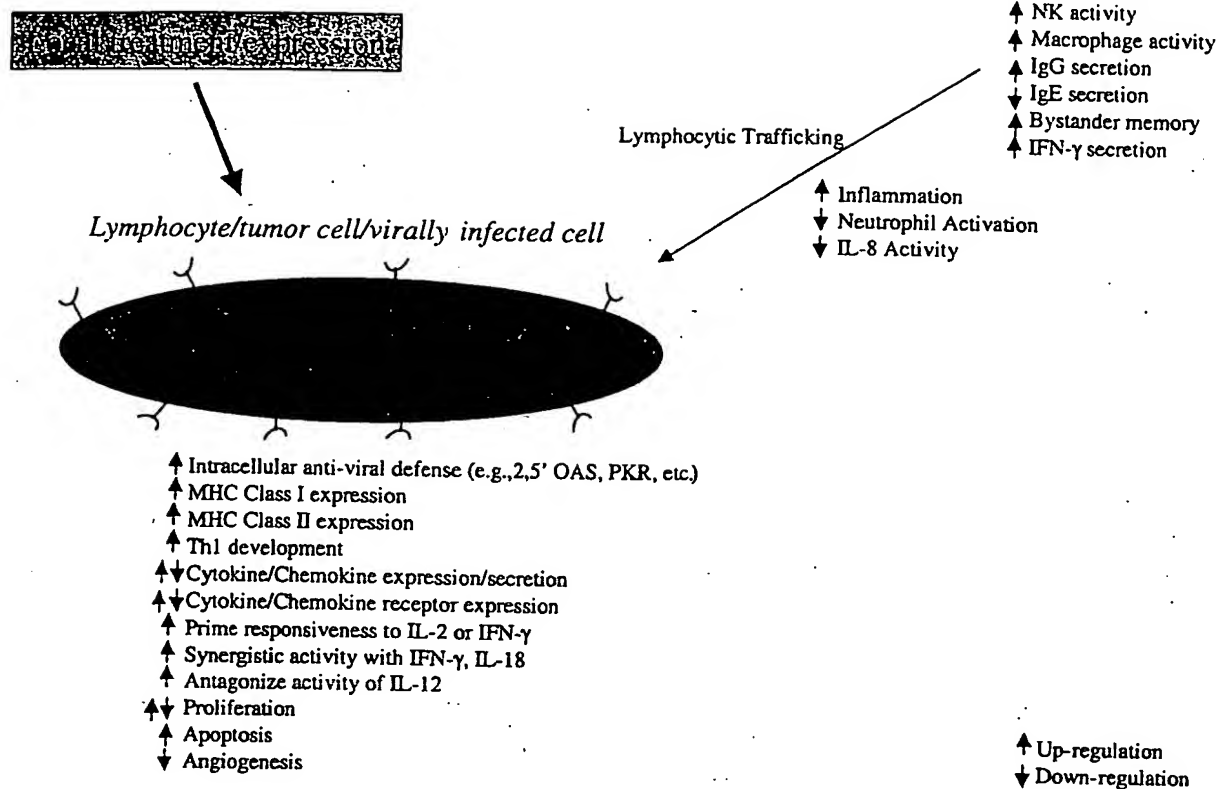 treatment/expression
↑ NK activity
↑ Macrophage activity
↑ IgG secretion
↓ IgE secretion
↑ Bystander memory
↑ IFN-γ secretion
Lymphocytic Trafficking
↑ Inflammation
↓ Neutrophil Activation
↓ IL-8 Activity
Lymphocyte/tumor cell/virally infected cell
↑ Intracellular anti-viral defense (e.g.,2,5' OAS, PKR, etc.)
↑ MHC Class I expression
↑ MHC Class II expression
↑ Th1 development
↑↓ Cytokine/Chemokine expression/secretion
↑↓ Cytokine/Chemokine receptor expression
↑ Prime responsiveness to IL-2 or IFN-γ
↑ Synergistic activity with IFN-γ, IL-18
↑ Antagonize activity of IL-12
↑↓ Proliferation
↑ Apoptosis
↓ Angiogenesis
↑ Up-regulation
↓ Down-regulation